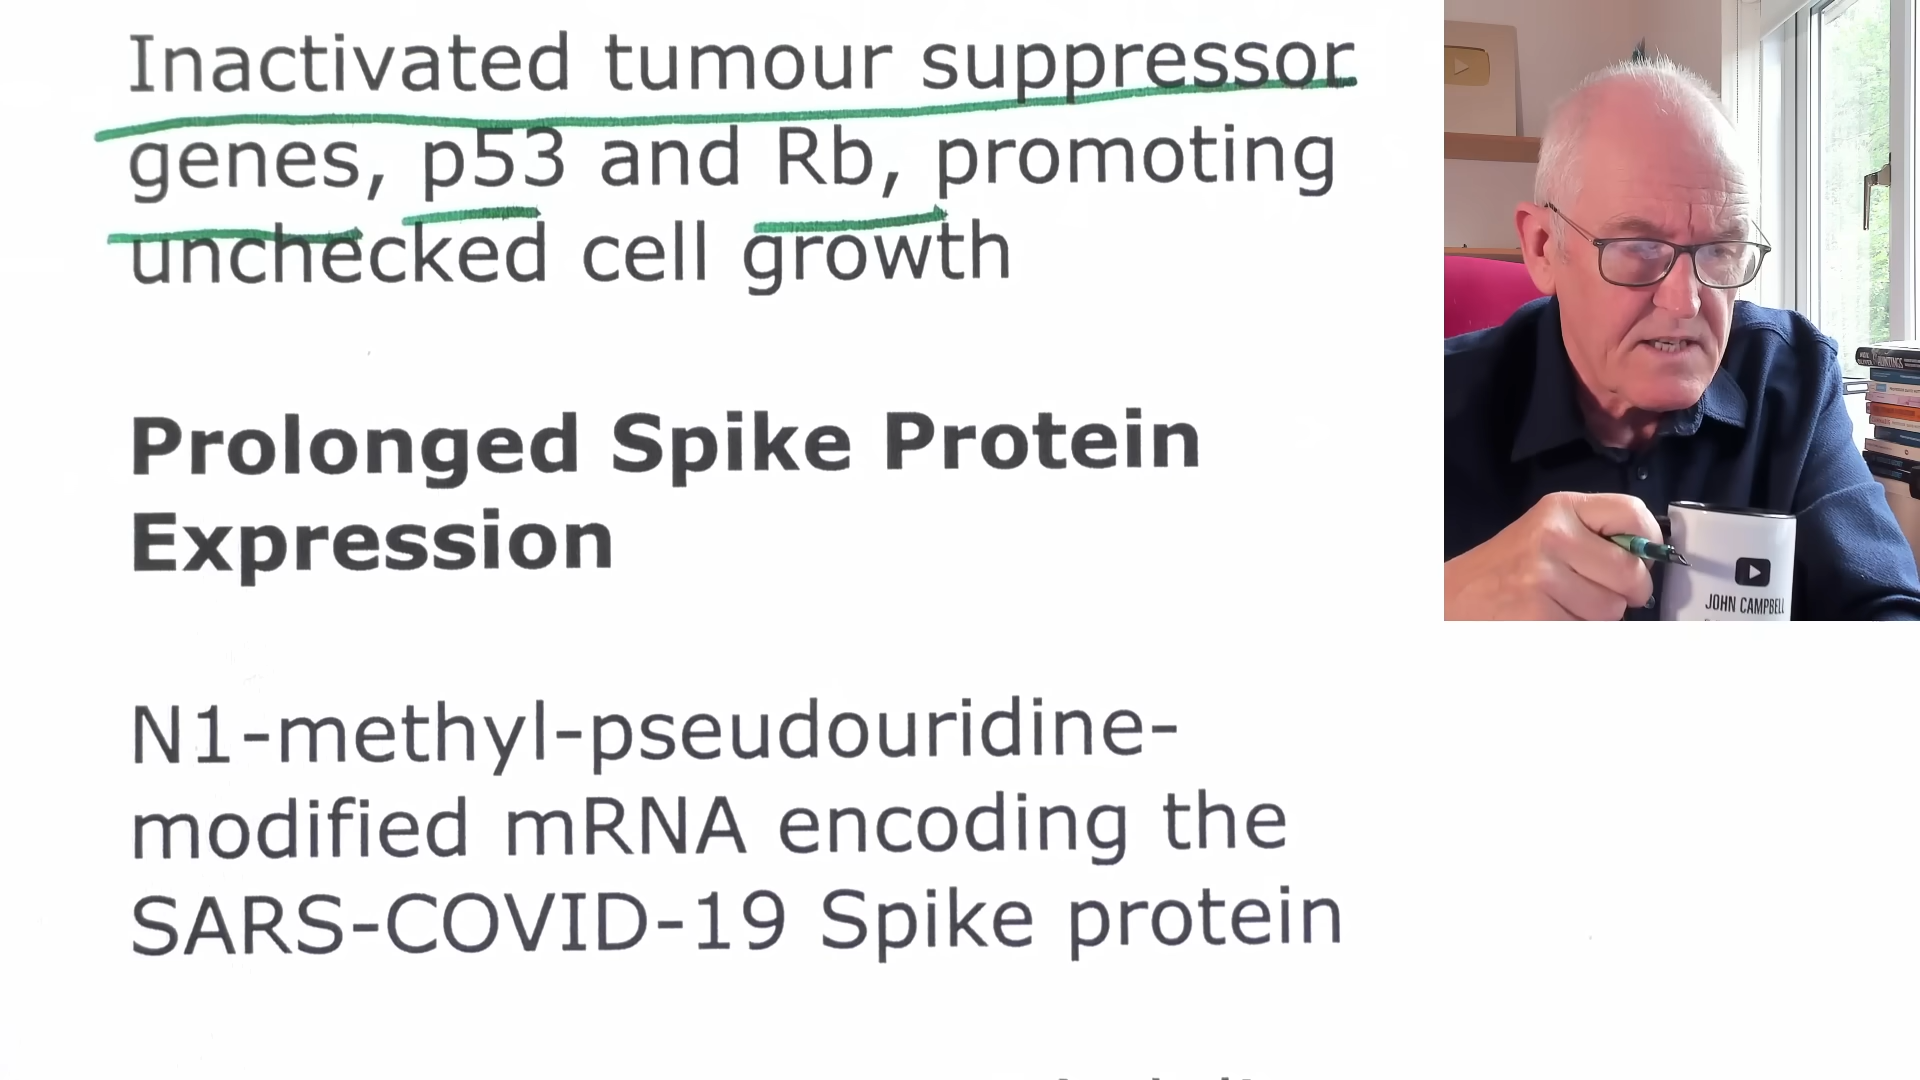 Inactivated tumour suppressor
genes, p53 and Rb, promoting
unchecked cell growth
Prolonged Spike Protein
Expression
N1-methyl-pseudouridine-
modified mRNA encoding the
SARS-COVID-19 Spike protein
JOHN CAMPBELL